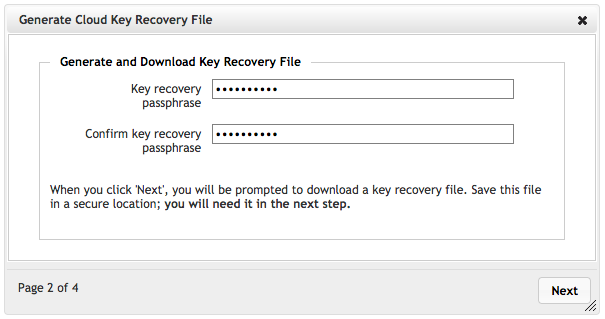 Generate Cloud Key Recovery File
Generate and Download Key Recovery File
Key recovery
passphrase
••••••••••
Confirm key recovery
passphrase
••••••••••
When you click 'Next', you will be prompted to download a key recovery file. Save this file
in a secure location; you will need it in the next step.
Page 2 of 4
Next